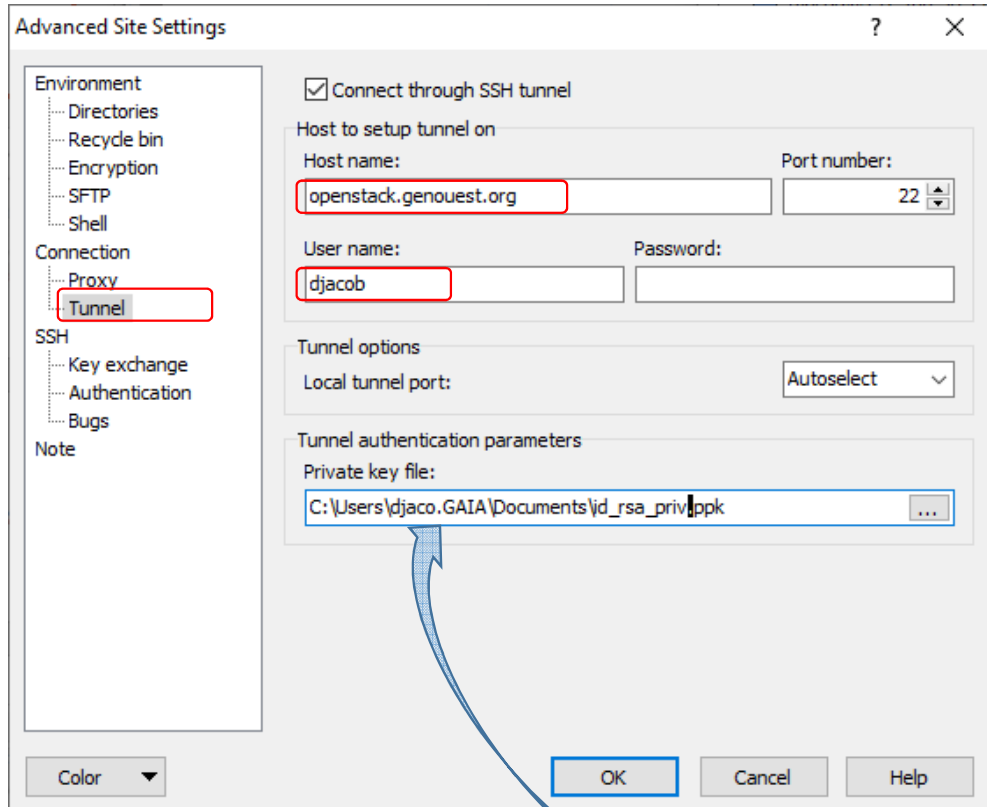 Advanced Site Settings
?
Environment
Directories
Recycle bin
Encryption
SFTP
Shell
Connection
Proxy
Tunnel
SSH
Key exchange
Authentication
Bugs
Note
Connect through SSH tunnel
Host to setup tunnel on
Host name: Port number:
openstack.genouest.org 22
User name: Password:
djacob
Tunnel options
Local tunnel port: Autoselect
Tunnel authentication parameters
Private key file:
C:\Users\djaco.GAIA\Documents\id_rsa_priv.ppk ...
Color OK Cancel Help